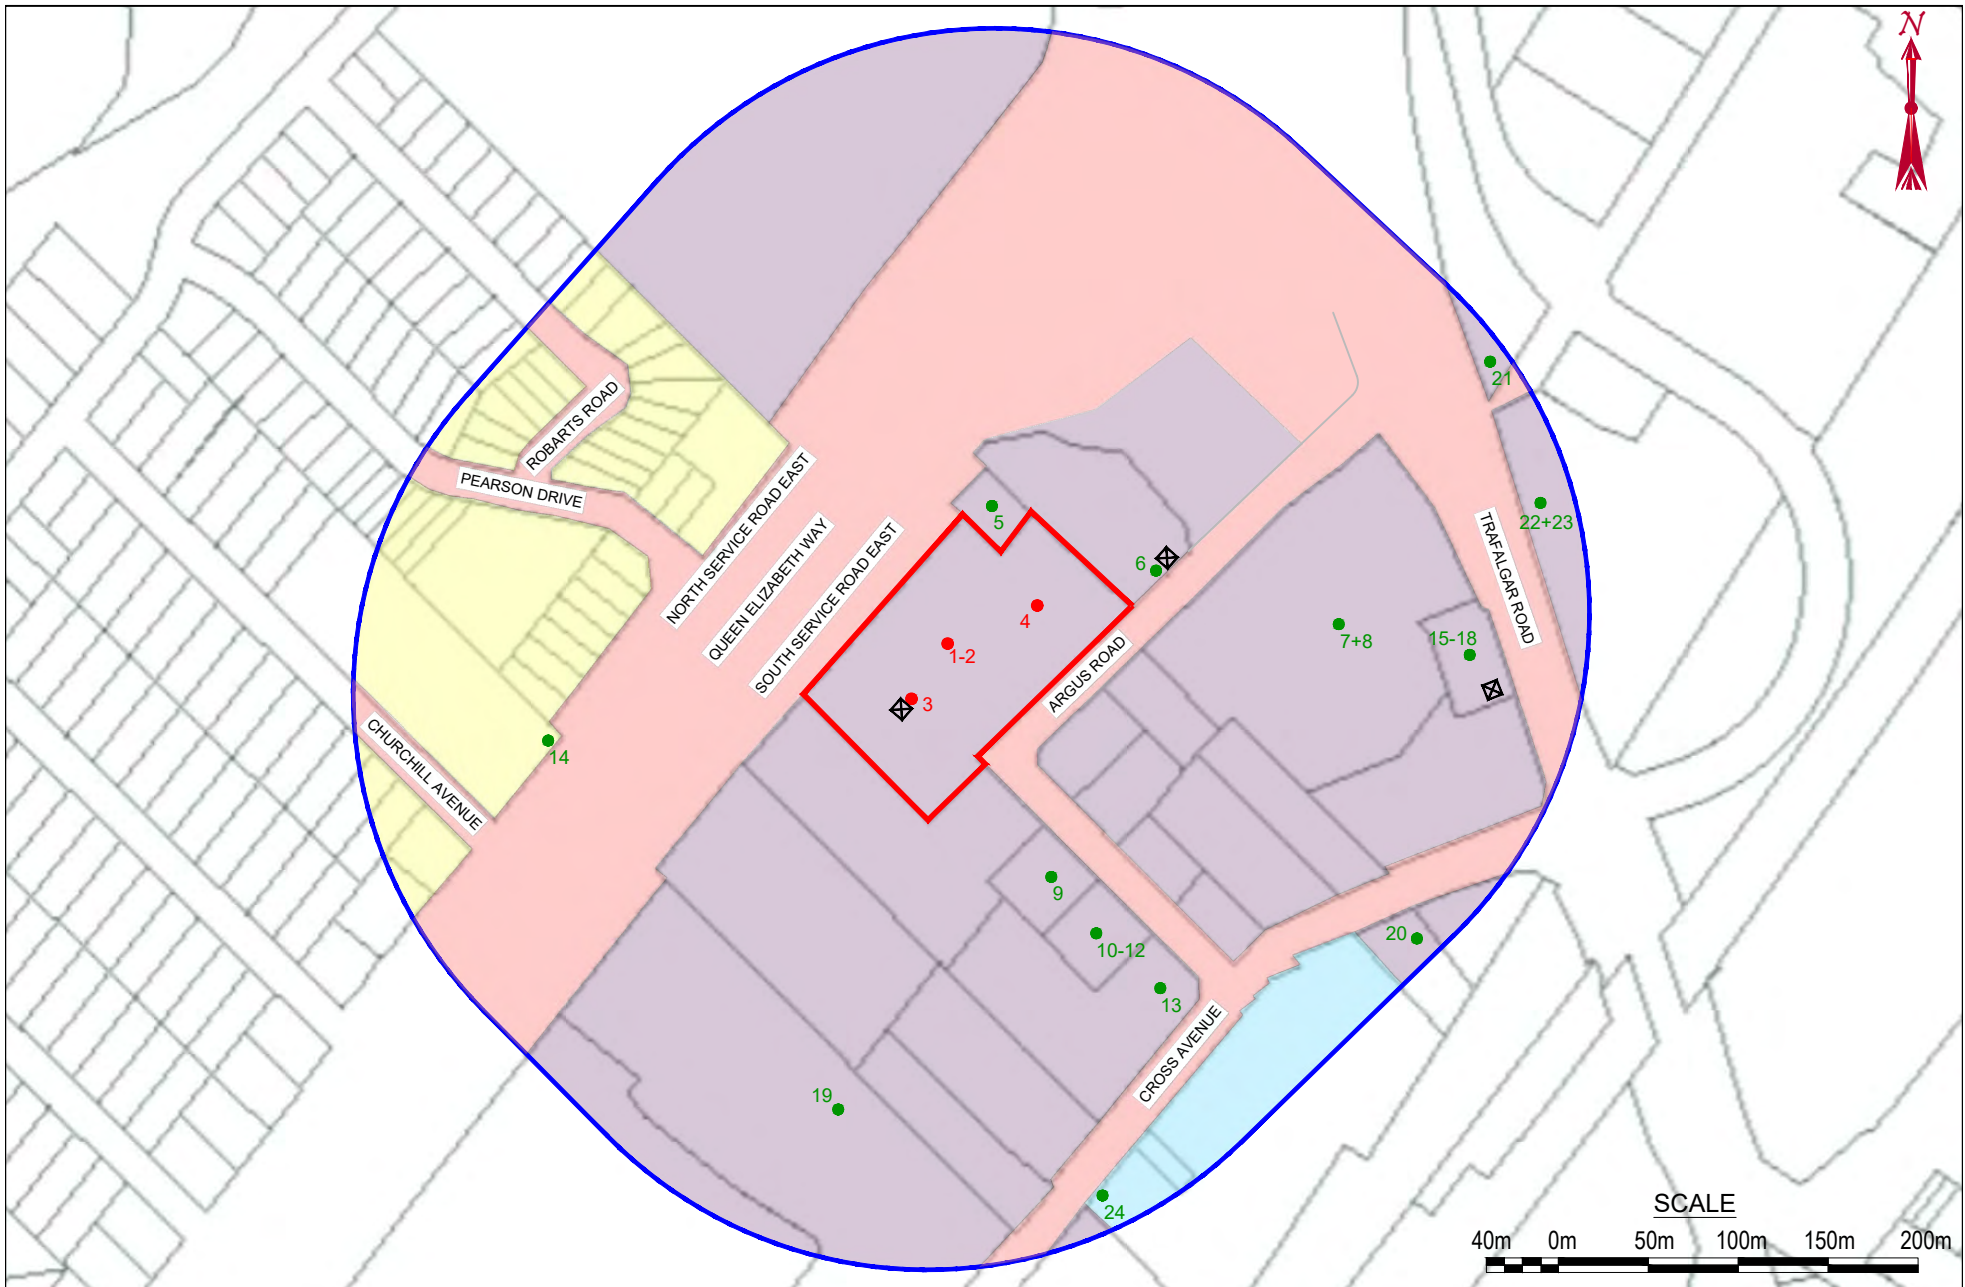 N
21
22+23
TRAFALGAR ROAD
ROBARTS ROAD
PEARSON DRIVE
NORTH SERVICE ROAD EAST
QUEEN ELIZABETH WAY
SOUTH SERVICE ROAD EAST
5
6
4
1-2
3
7+8
15-18
ARGUS ROAD
14
CHURCHILL AVENUE
9
10-12
13
20
CROSS AVENUE
19
24
SCALE
40m 0m 50m 100m 150m 200m